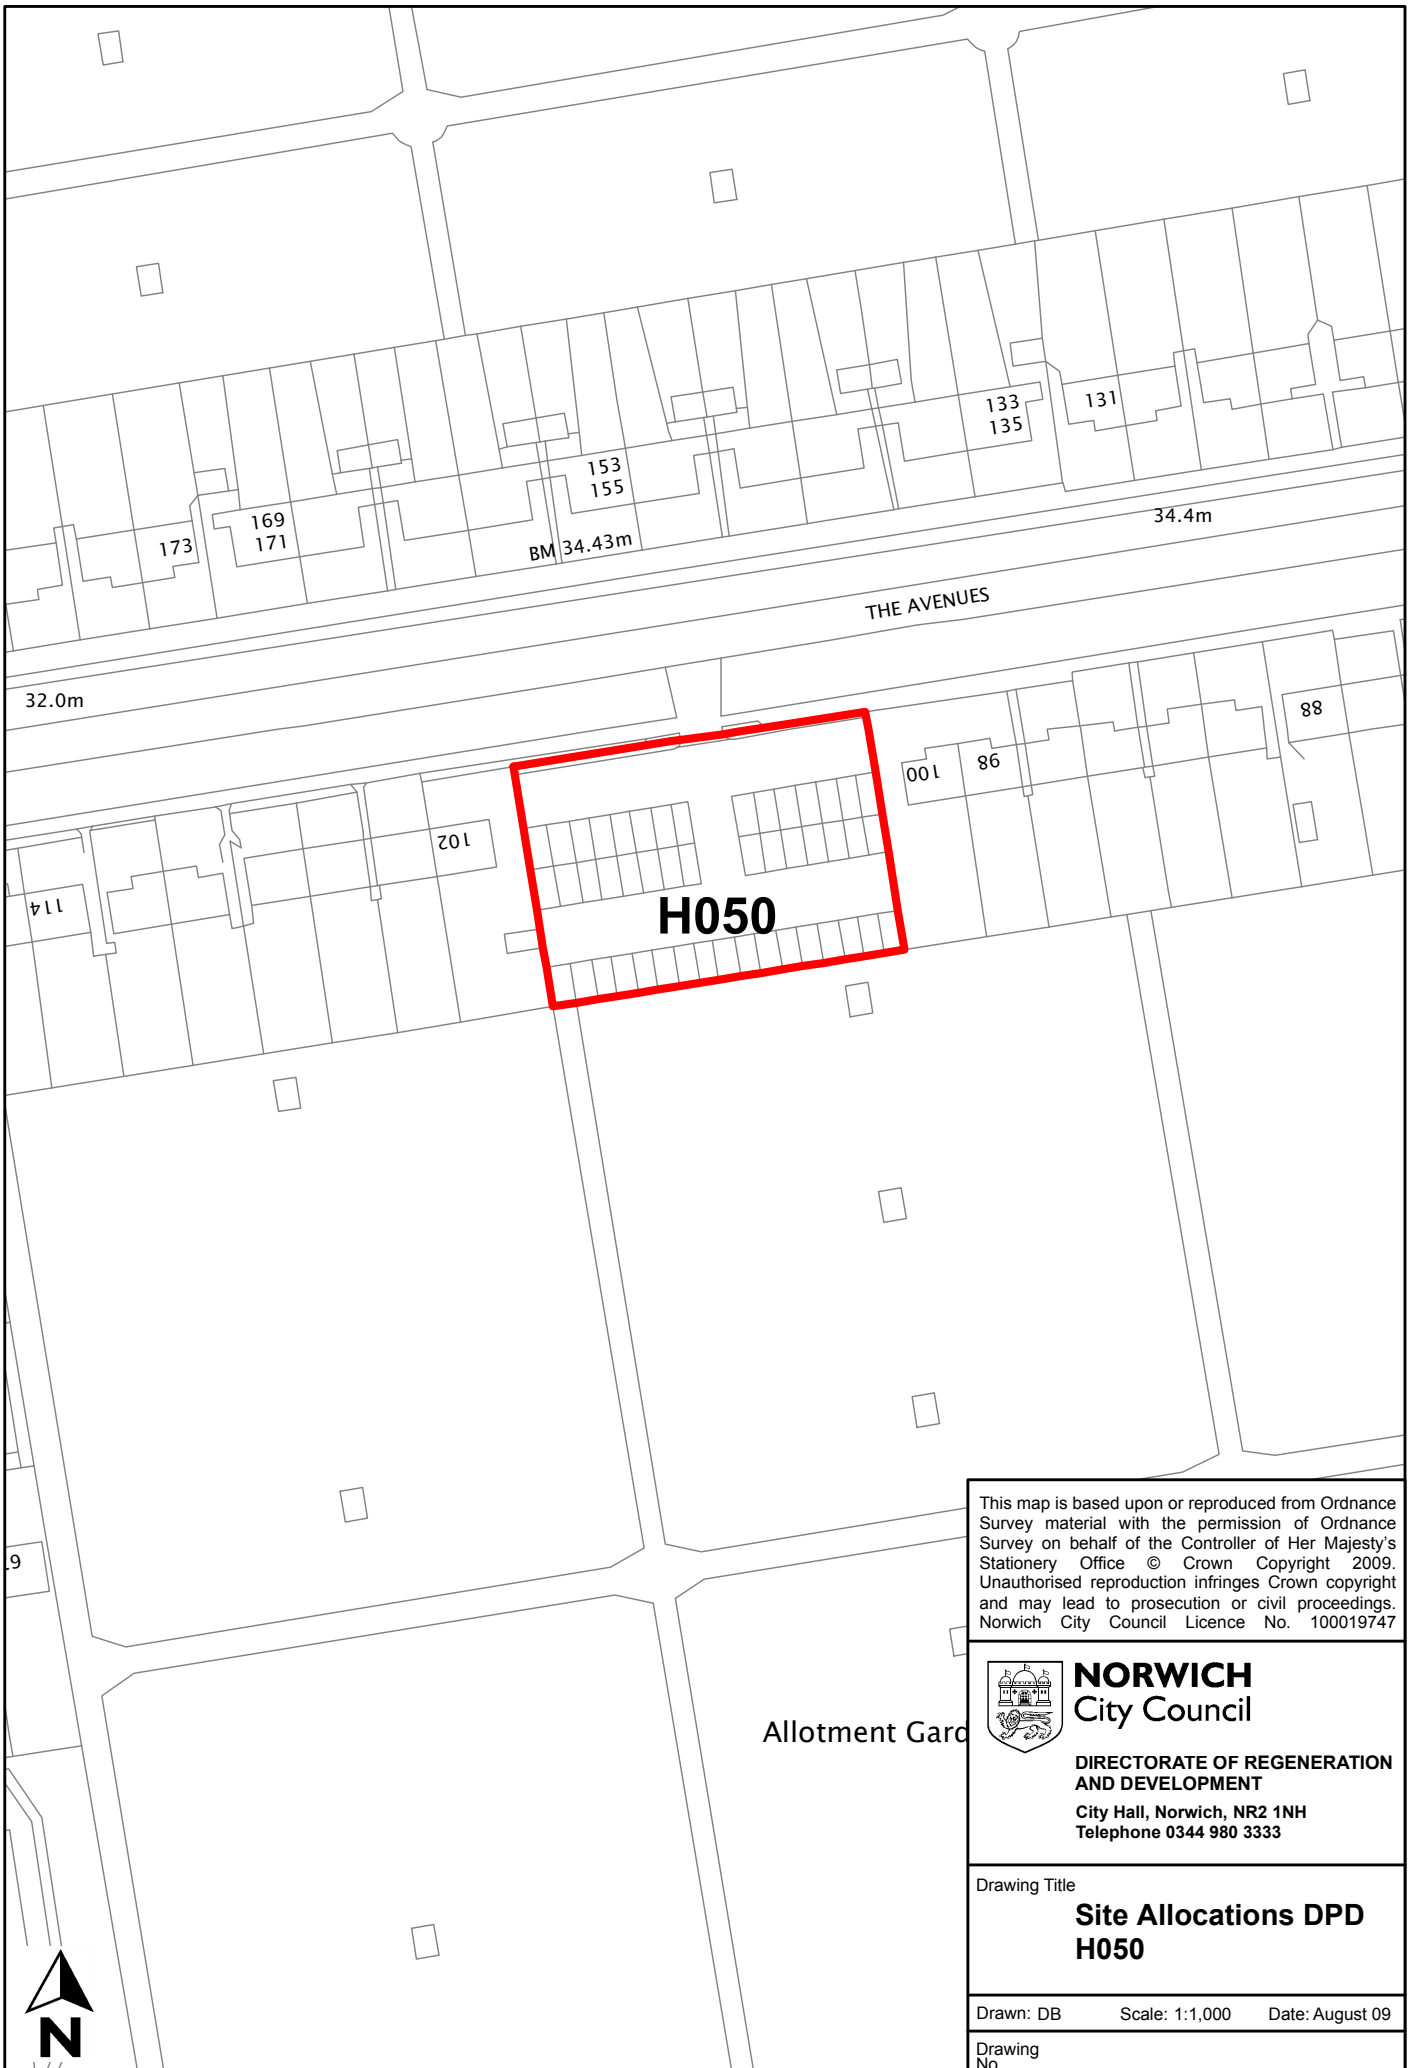 133
135
131
153
155
169
171
173
BM 34.43m
34.4m
THE AVENUES
32.0m
88
98
100
102
114
H050
19
Allotment Gard
This map is based upon or reproduced from Ordnance
Survey material with the permission of Ordnance
Survey on behalf of the Controller of Her Majesty's
Stationery Office © Crown Copyright 2009.
Unauthorised reproduction infringes Crown copyright
and may lead to prosecution or civil proceedings.
Norwich City Council Licence No. 100019747
NORWICH
City Council
DIRECTORATE OF REGENERATION
AND DEVELOPMENT
City Hall, Norwich, NR2 1NH
Telephone 0344 980 3333
Drawing Title
Site Allocations DPD
H050
Drawn: DB Scale: 1:1,000 Date: August 09
Drawing
No
N